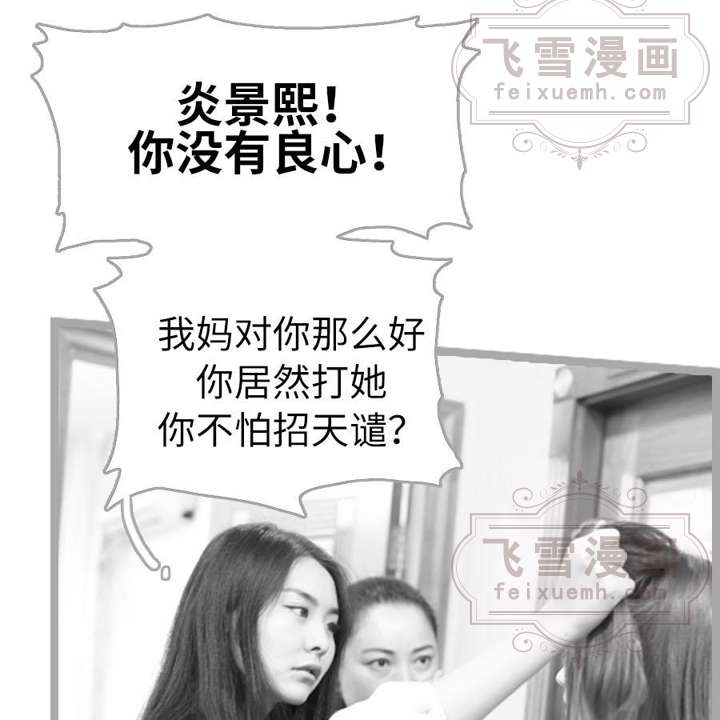 飞雪漫画
feixuemh.com
炎景熙！
你没有良心！
我妈对你那么好
你居然打她
你不怕招天谴？
飞雪漫画
feixuemh.com